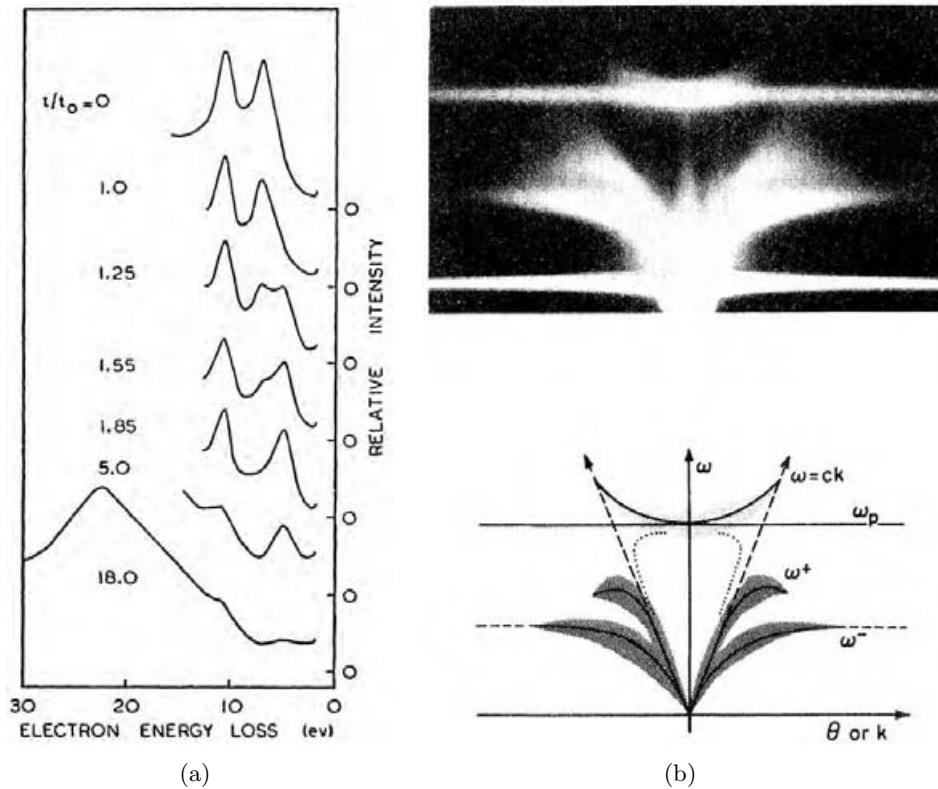 t/t₀=0
1.0
1.25
1.55
1.85
5.0
18.0
0
0
0
0
0
0
0
RELATIVE INTENSITY
30 20 10 0
ELECTRON ENERGY LOSS (ev)
(a)
ω
ω=ck
ωp
ω+
ω−
θ or k
(b)